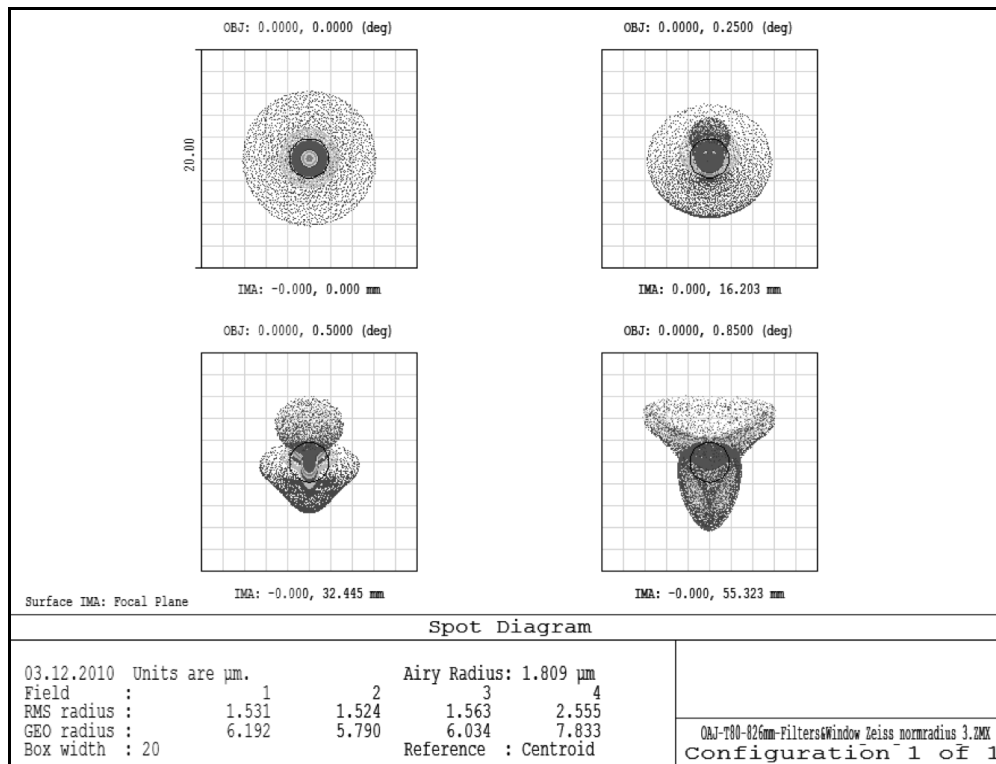 OBJ: 0.0000, 0.0000 (deg)
OBJ: 0.0000, 0.2500 (deg)
20.00
IMA: -0.000, 0.000 mm
IMA: 0.000, 16.203 mm
OBJ: 0.0000, 0.5000 (deg)
OBJ: 0.0000, 0.8500 (deg)
IMA: -0.000, 32.445 mm
IMA: -0.000, 55.323 mm
Surface IMA: Focal Plane
Spot Diagram
03.12.2010 Units are µm. Airy Radius: 1.809 µm
Field : 1 2 3 4
RMS radius : 1.531 1.524 1.563 2.555
GEO radius : 6.192 5.790 6.034 7.833
Box width : 20 Reference : Centroid
OAJ-T80-826mm-Filters&Window_Zeiss_normradius_3.ZMX
Configuration 1 of 1